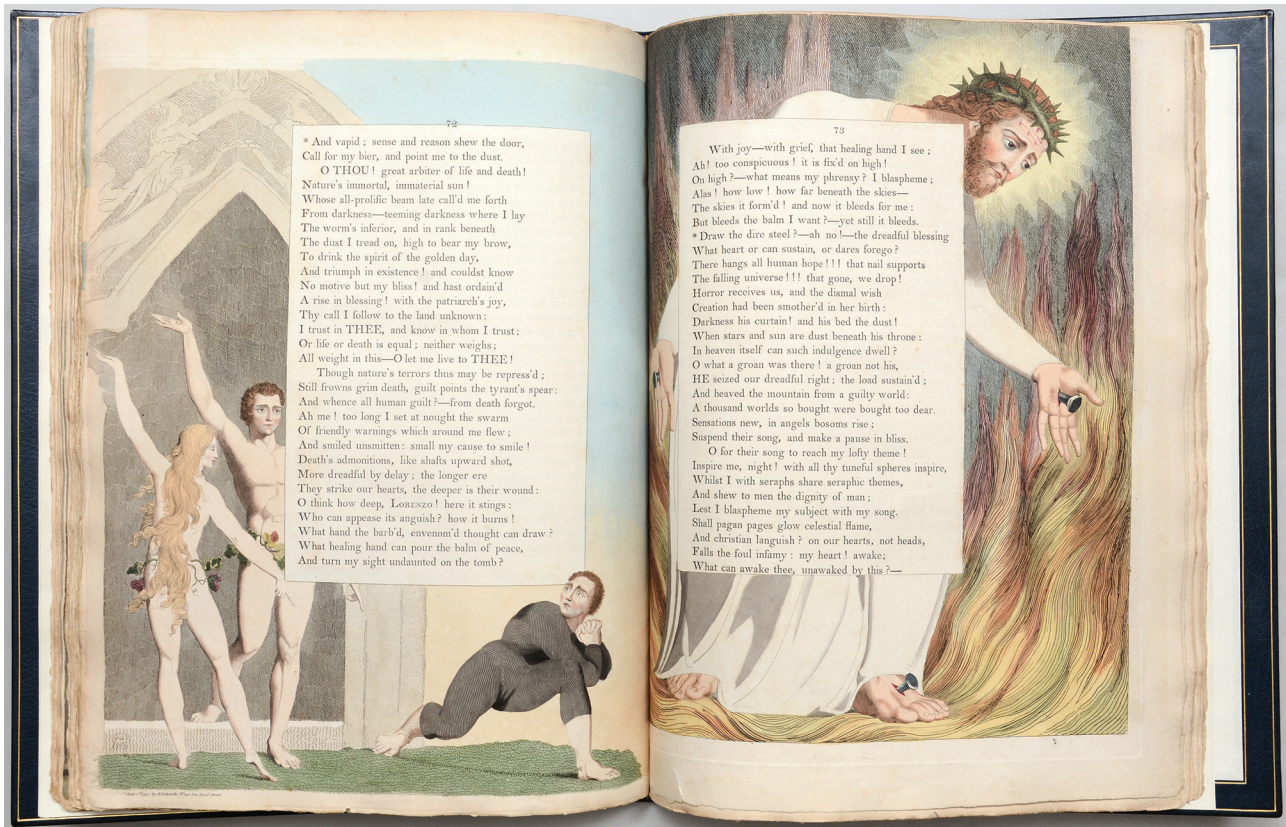 72
* And vapid; sense and reason shew the door,
Call for my bier, and point me to the dust.
O THOU! great arbiter of life and death!
Nature's immortal, immaterial sun!
Whose all-prolific beam late call'd me forth
From darkness—teeming darkness where I lay
The worm's inferior, and in rank beneath
The dust I tread on, high to bear my brow,
To drink the spirit of the golden day,
And triumph in existence! and couldst know
No motive but my bliss! and hast ordain'd
A rise in blessing! with the patriarch's joy,
Thy call I follow to the land unknown:
I trust in THEE, and know in whom I trust:
Or life or death is equal; neither weighs;
All weight in this—O let me live to THEE!
Though nature's terrors thus may be repress'd;
Still frowns grim death, guilt points the tyrant's spear:
And whence all human guilt?—from death forgot.
Ah me! too long I set at nought the swarm
Of friendly warnings which around me flew;
And smiled unsmitten: small my cause to smile!
Death's admonitions, like shafts upward shot,
More dreadful by delay; the longer ere
They strike our hearts, the deeper is their wound:
O think how deep, LORENZO! here it stings:
Who can appease its anguish? how it burns!
What hand the barb'd, envenom'd thought can draw?
What healing hand can pour the balm of peace,
And turn my sight undaunted on the tomb?
73
With joy—with grief, that healing hand I see;
Ah! too conspicuous! it is fix'd on high!
On high?—what means my phrensy? I blaspheme;
Alas! how low! how far beneath the skies—
The skies it form'd! and now it bleeds for me:
But bleeds the balm I want?—yet still it bleeds.
* Draw the dire steel?—ah no!—the dreadful blessing
What heart or can sustain, or dares forego?
There hangs all human hope!!! that nail supports
The falling universe!!! that gone, we drop!
Horror receives us, and the dismal wish
Creation had been smother'd in her birth:
Darkness his curtain! and his bed the dust!
When stars and sun are dust beneath his throne:
In heaven itself can such indulgence dwell?
O what a groan was there! a groan not his,
HE seized our dreadful right; the load sustain'd;
And heaved the mountain from a guilty world:
A thousand worlds so bought were bought too dear.
Sensations new, in angels bosoms rise;
Suspend their song, and make a pause in bliss.
O for their song to reach my lofty theme!
Inspire me, night! with all thy tuneful spheres inspire,
Whilst I with seraphs share seraphic themes,
And shew to men the dignity of man;
Lest I blaspheme my subject with my song.
Shall pagan pages glow celestial flame,
And christian languish? on our hearts, not heads,
Falls the foul infamy: my heart! awake;
What can awake thee, unawaked by this?—